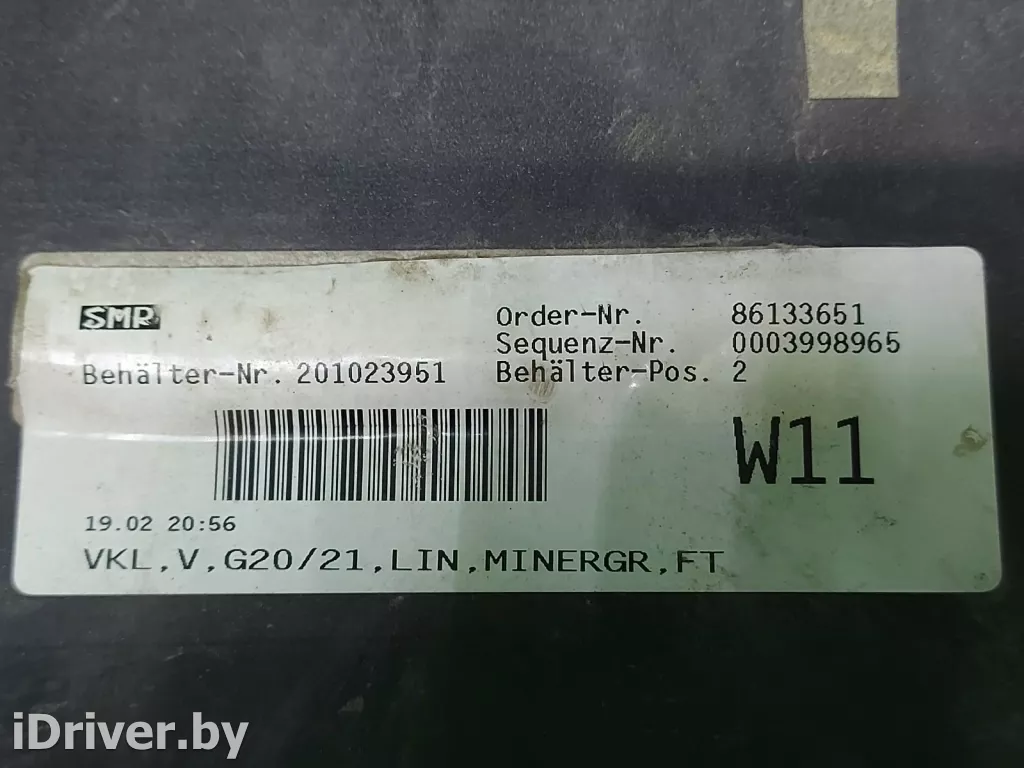 SMR
Order-Nr. 86133651
Sequenz-Nr. 0003998965
Behälter-Nr. 201023951 Behälter-Pos. 2
W11
19.02 20:56
VKL,V,G20/21,LIN,MINERGR,FT
iDriver.by